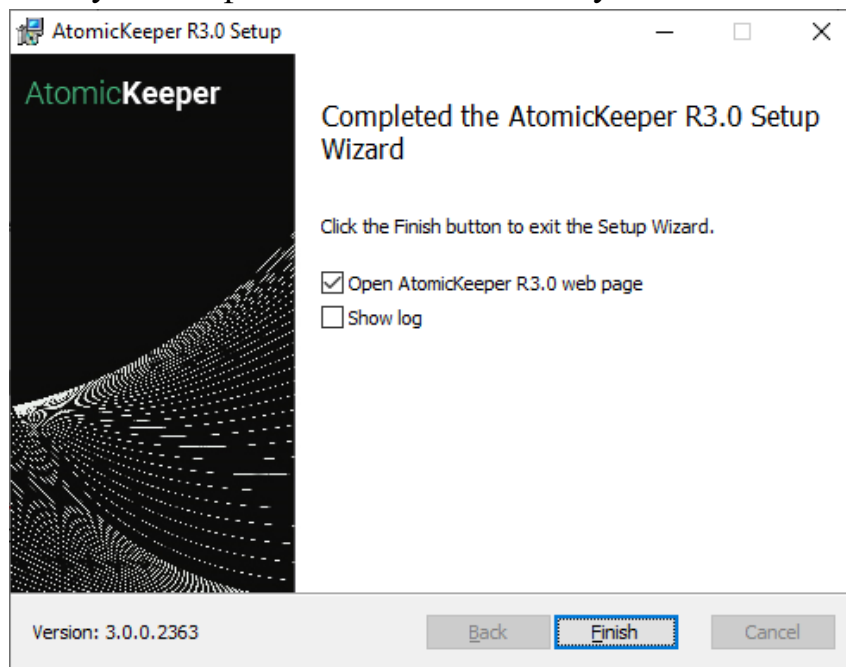 AtomicKeeper R3.0 Setup
AtomicKeeper
Completed the AtomicKeeper R3.0 Setup
Wizard
Click the Finish button to exit the Setup Wizard.
Open AtomicKeeper R3.0 web page
Show log
Version: 3.0.0.2363
Back
Finish
Cancel